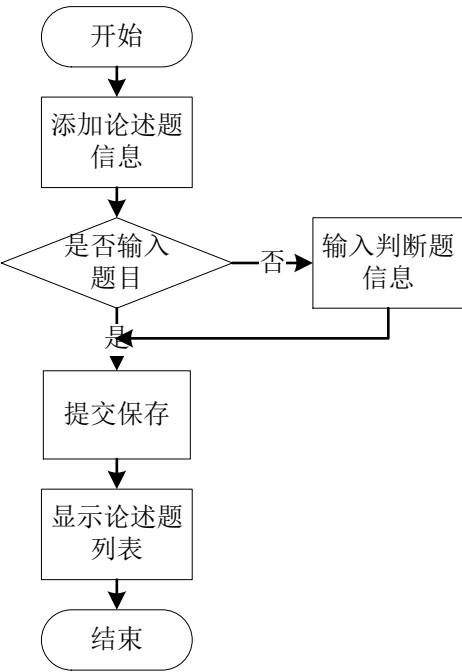 开始
添加论述题
信息
是否输入
题目
否
输入判断题
信息
是
提交保存
显示论述题
列表
结束